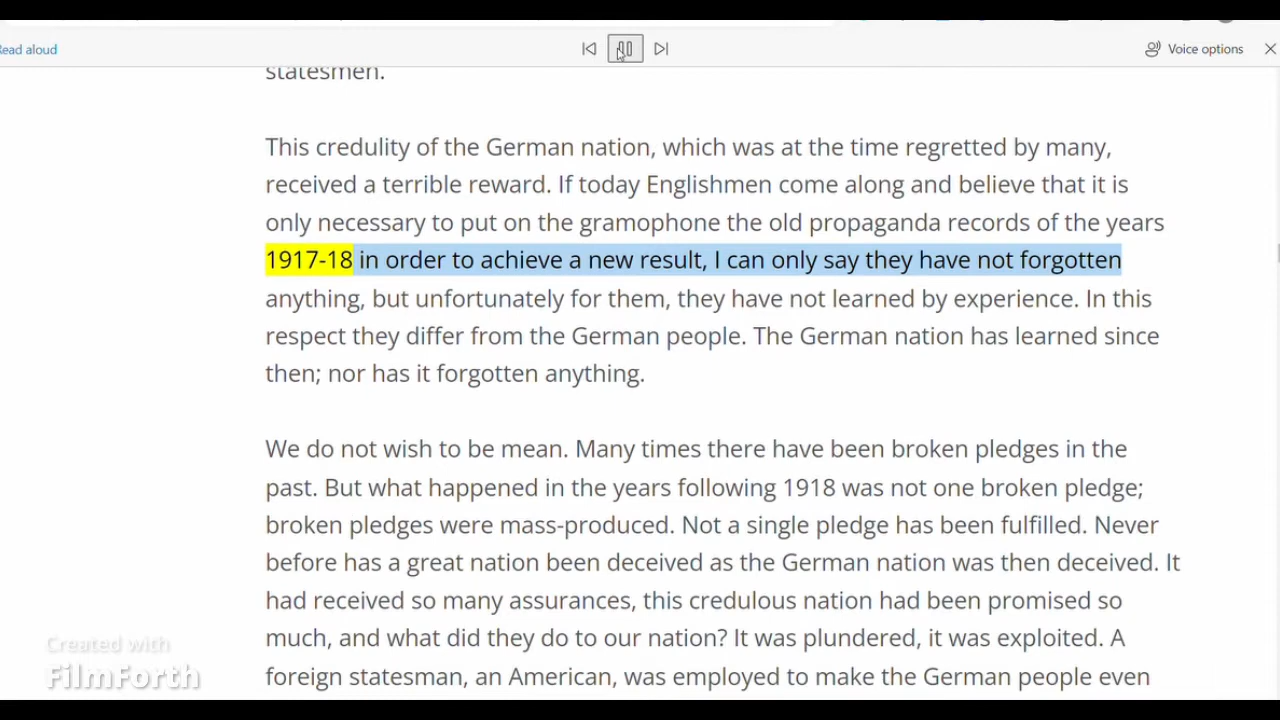 Read aloud
Voice options
statesmen.
This credulity of the German nation, which was at the time regretted by many,
received a terrible reward. If today Englishmen come along and believe that it is
only necessary to put on the gramophone the old propaganda records of the years
1917-18 in order to achieve a new result, I can only say they have not forgotten
anything, but unfortunately for them, they have not learned by experience. In this
respect they differ from the German people. The German nation has learned since
then; nor has it forgotten anything.
We do not wish to be mean. Many times there have been broken pledges in the
past. But what happened in the years following 1918 was not one broken pledge;
broken pledges were mass-produced. Not a single pledge has been fulfilled. Never
before has a great nation been deceived as the German nation was then deceived. It
had received so many assurances, this credulous nation had been promised so
much, and what did they do to our nation? It was plundered, it was exploited. A
foreign statesman, an American, was employed to make the German people even
Created with
FilmForth